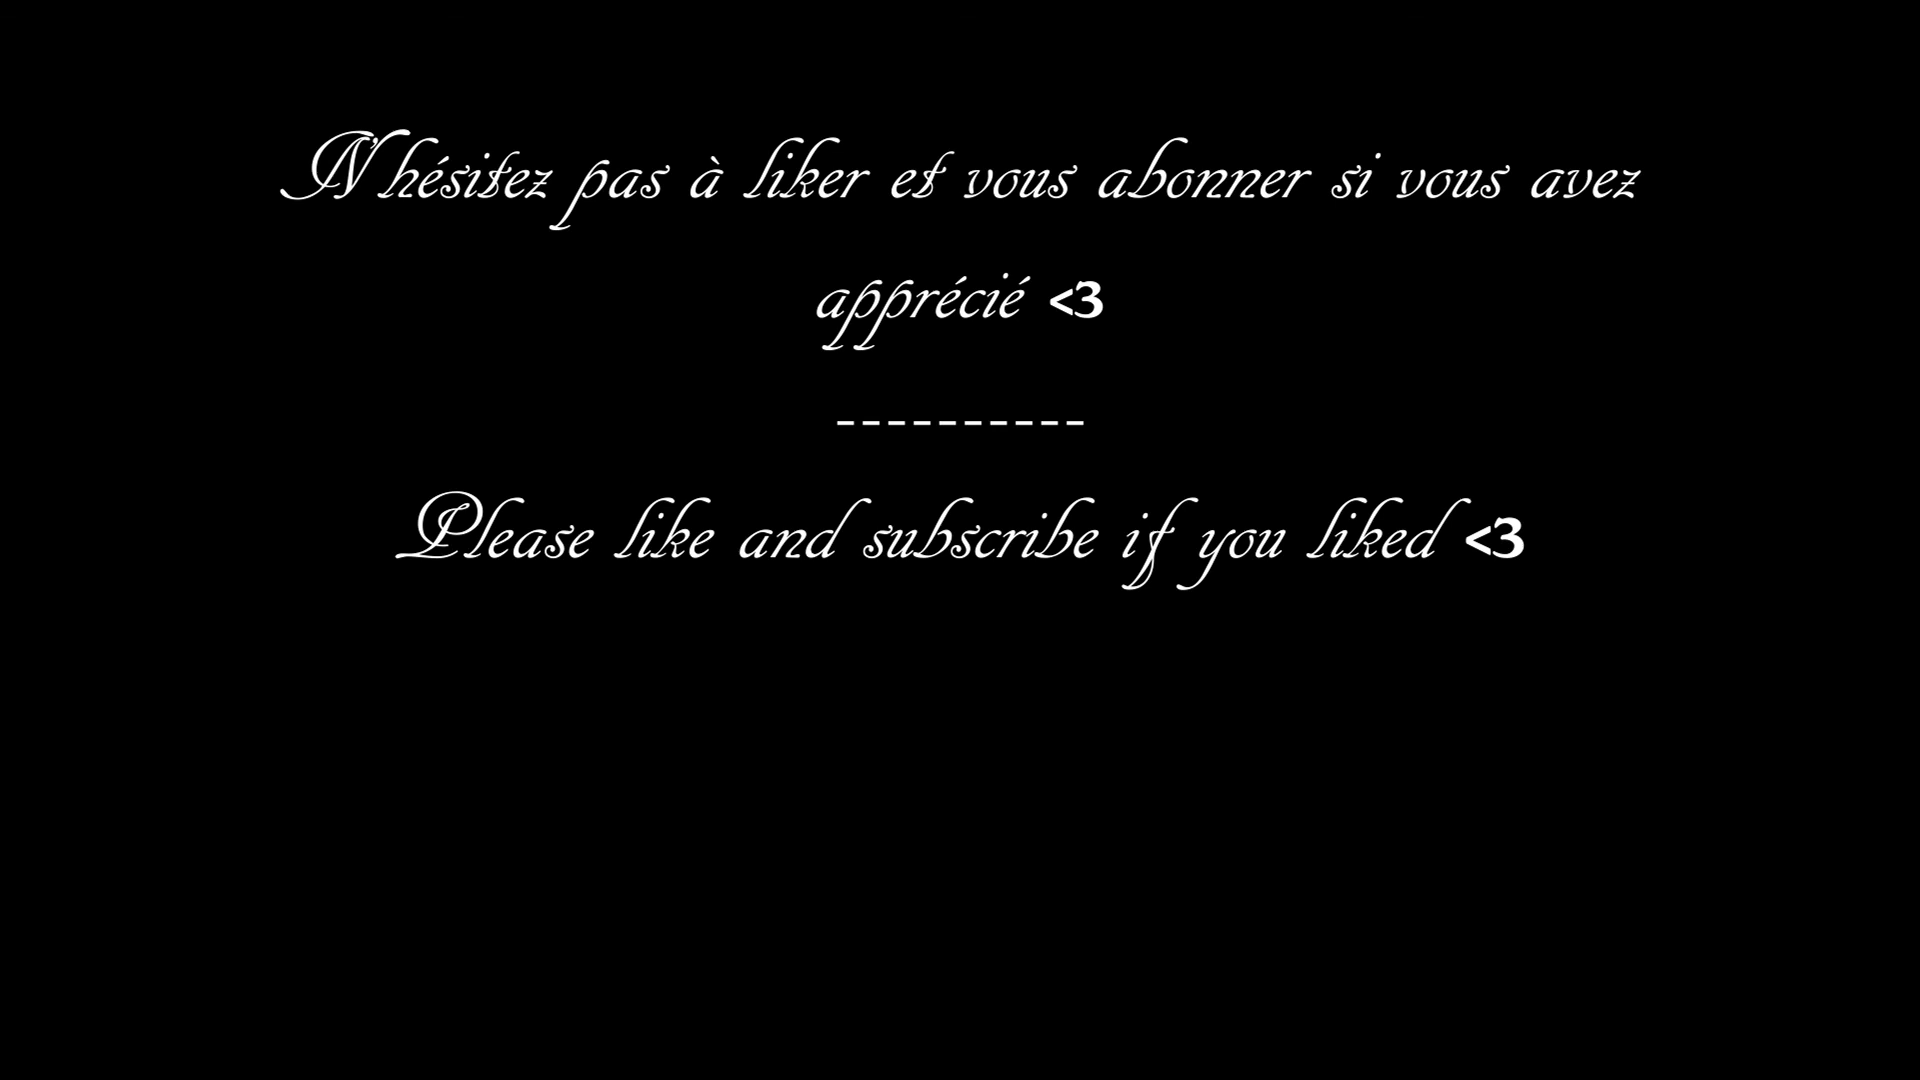 N'hésitez pas à liker et vous abonner si vous avez
apprécié <3
----------
Please like and subscribe if you liked <3